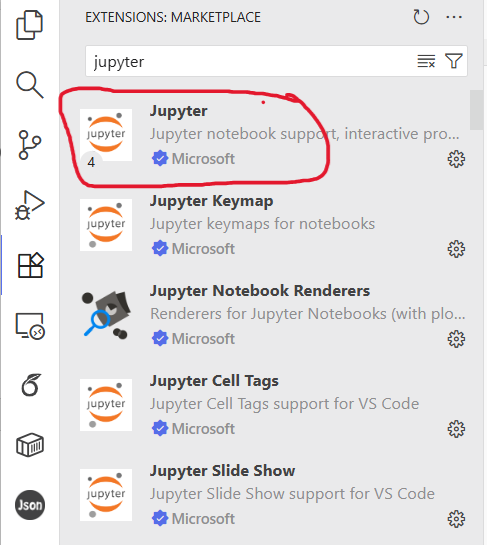 EXTENSIONS: MARKETPLACE
jupyter
Jupyter
Jupyter notebook support, interactive pro...
jupyter
4
Microsoft
Jupyter Keymap
Jupyter keymaps for notebooks
jupyter
Microsoft
Jupyter Notebook Renderers
Renderers for Jupyter Notebooks (with plo...
Microsoft
Jupyter Cell Tags
Jupyter Cell Tags support for VS Code
jupyter
Microsoft
Jupyter Slide Show
Jupyter Slide Show support for VS Code
jupyter
Microsoft
Json